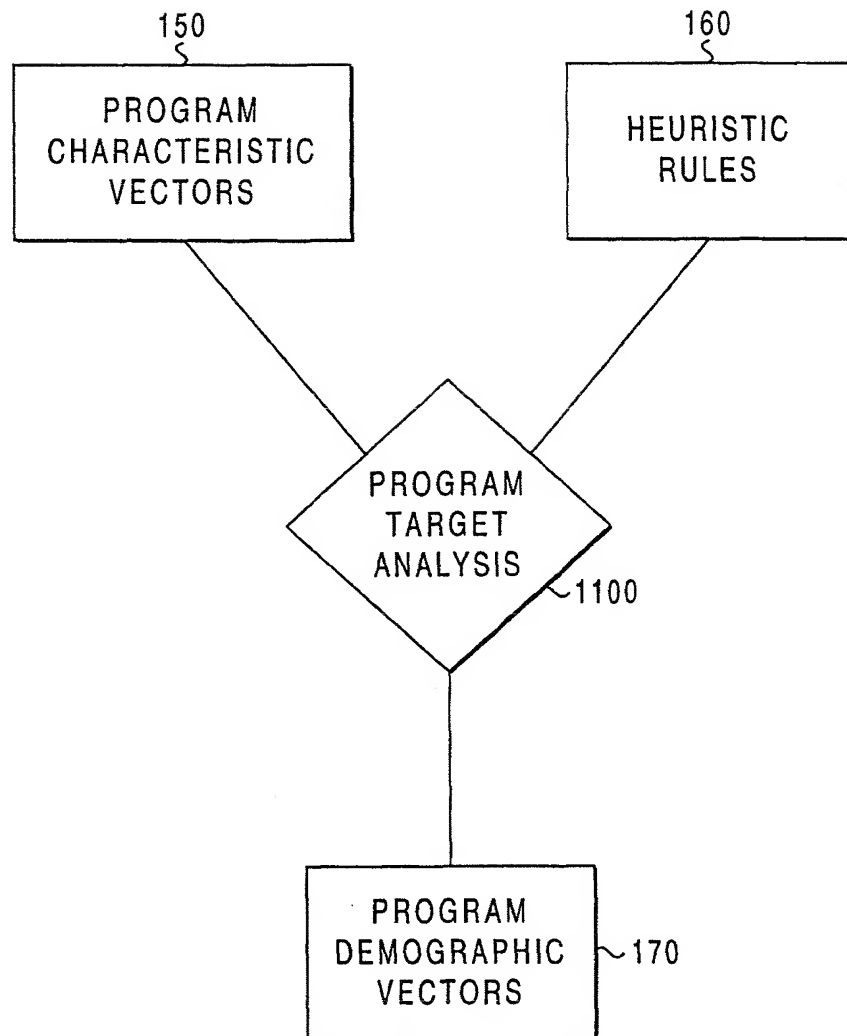 150
PROGRAM
CHARACTERISTIC
VECTORS
160
HEURISTIC
RULES
PROGRAM
TARGET
ANALYSIS
1100
PROGRAM
DEMOGRAPHIC
VECTORS
170